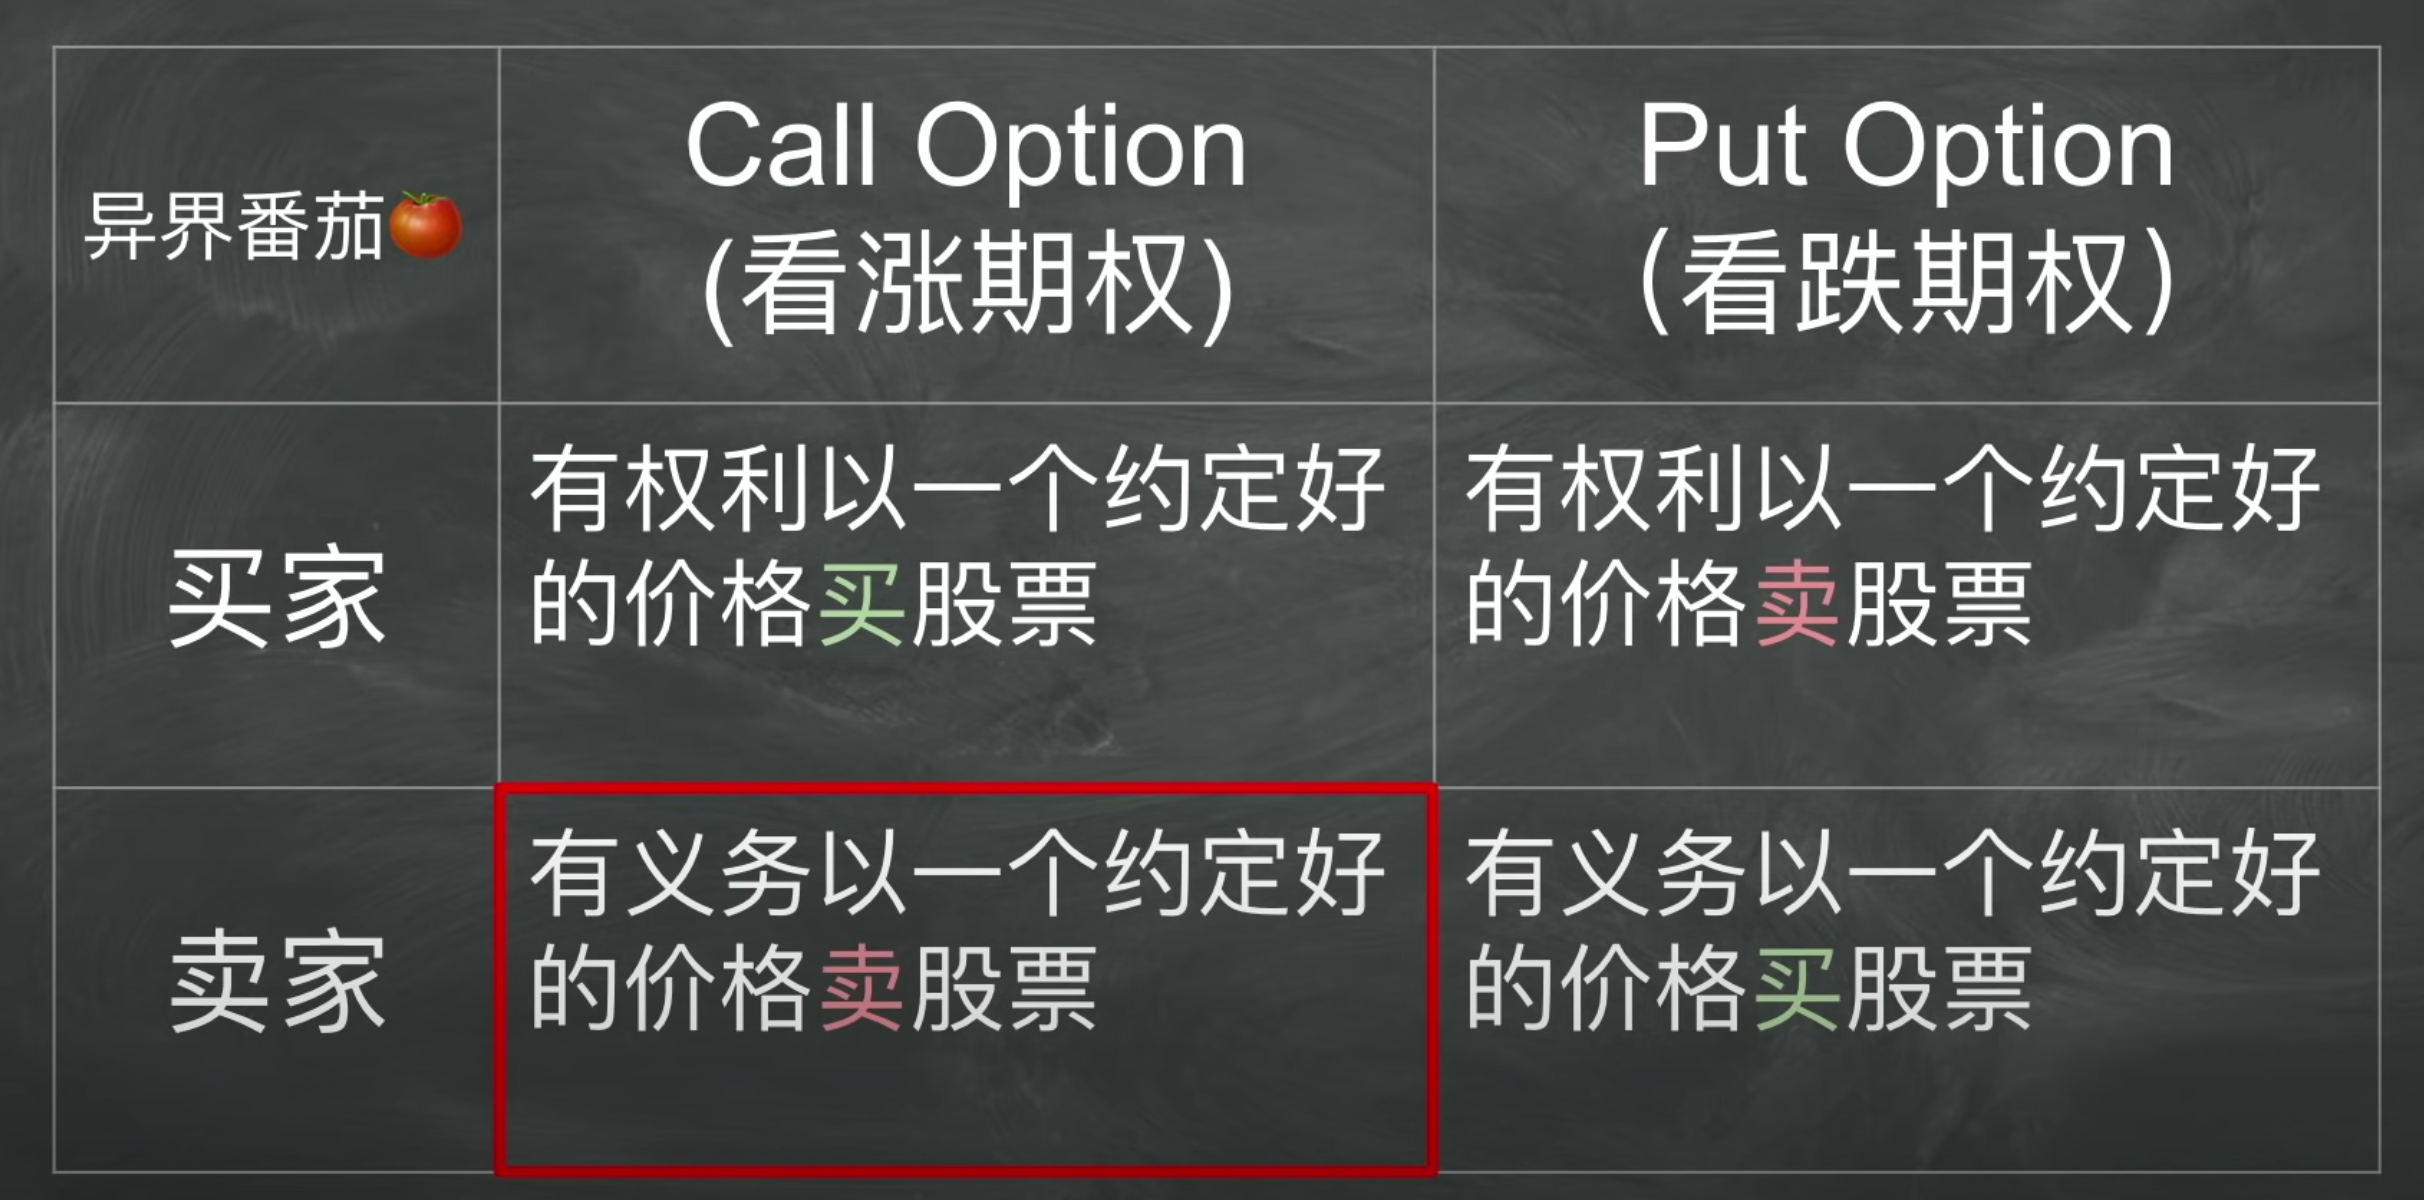 异界番茄🍅
Call Option
(看涨期权)
Put Option
(看跌期权)
买家
有权利以一个约定好
的价格买股票
有权利以一个约定好
的价格卖股票
卖家
有义务以一个约定好
的价格卖股票
有义务以一个约定好
的价格买股票